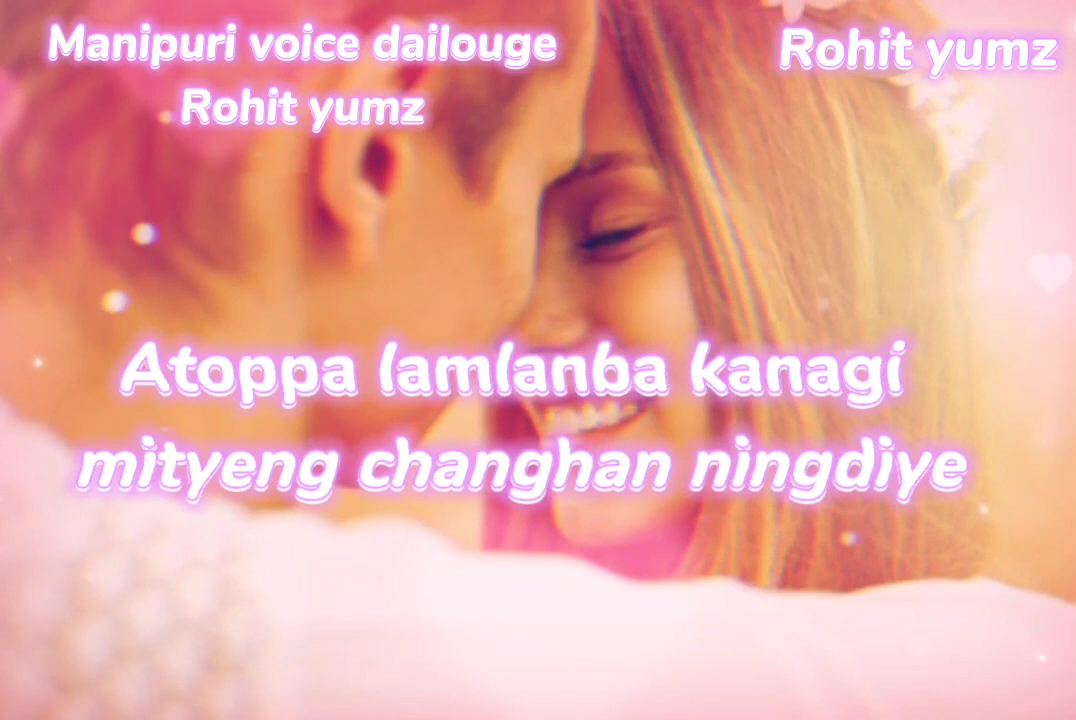 Manipuri voice dailouge
Rohit yumz
Rohit yumz
Atoppa lamlanba kanagi
mityeng changhan ningdiye